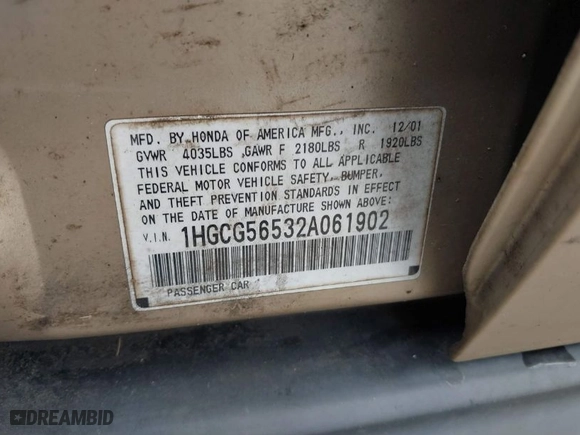 MFD. BY HONDA OF AMERICA MFG., INC. 12/01
GVWR 4035LBS GAWR F 2180LBS R 1920LBS
THIS VEHICLE CONFORMS TO ALL APPLICABLE
FEDERAL MOTOR VEHICLE SAFETY, BUMPER,
AND THEFT PREVENTION STANDARDS IN EFFECT
ON THE DATE OF MANUFACTURE SHOWN ABOVE:
V.I.N. 1HGCG56532A061902
PASSENGER CAR
DREAMBID